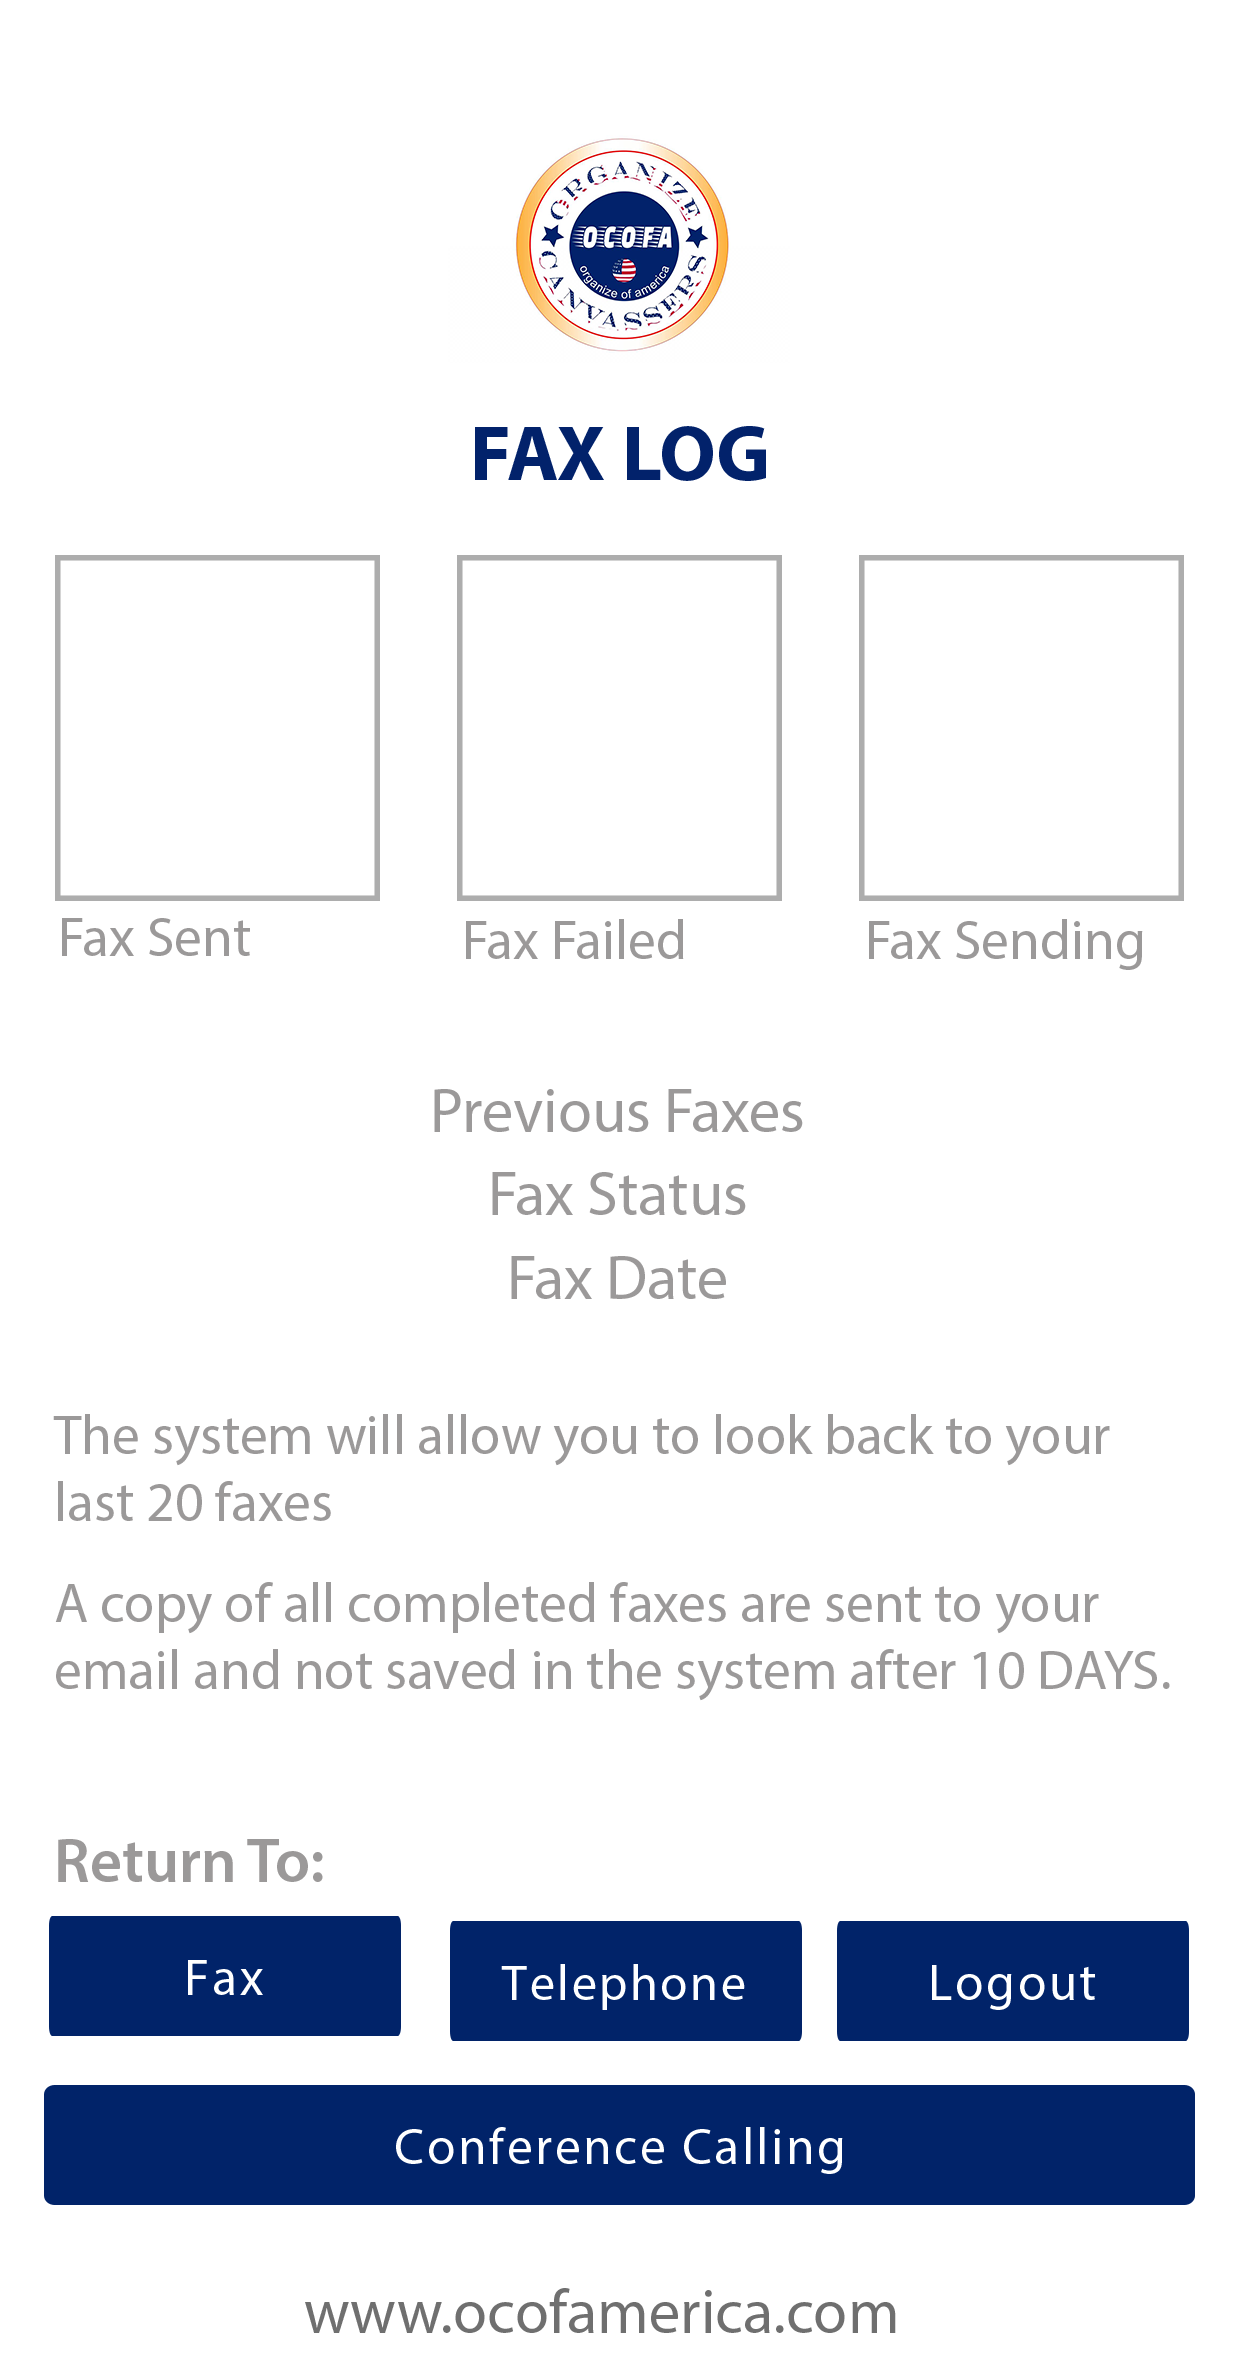 ORGANIZE
OCOFA
organize of america
CANVASSERS
FAX LOG
Fax Sent
Fax Failed
Fax Sending
Previous Faxes
Fax Status
Fax Date
The system will allow you to look back to your
last 20 faxes
A copy of all completed faxes are sent to your
email and not saved in the system after 10 DAYS.
Return To:
Fax
Telephone
Logout
Conference Calling
www.ocofamerica.com